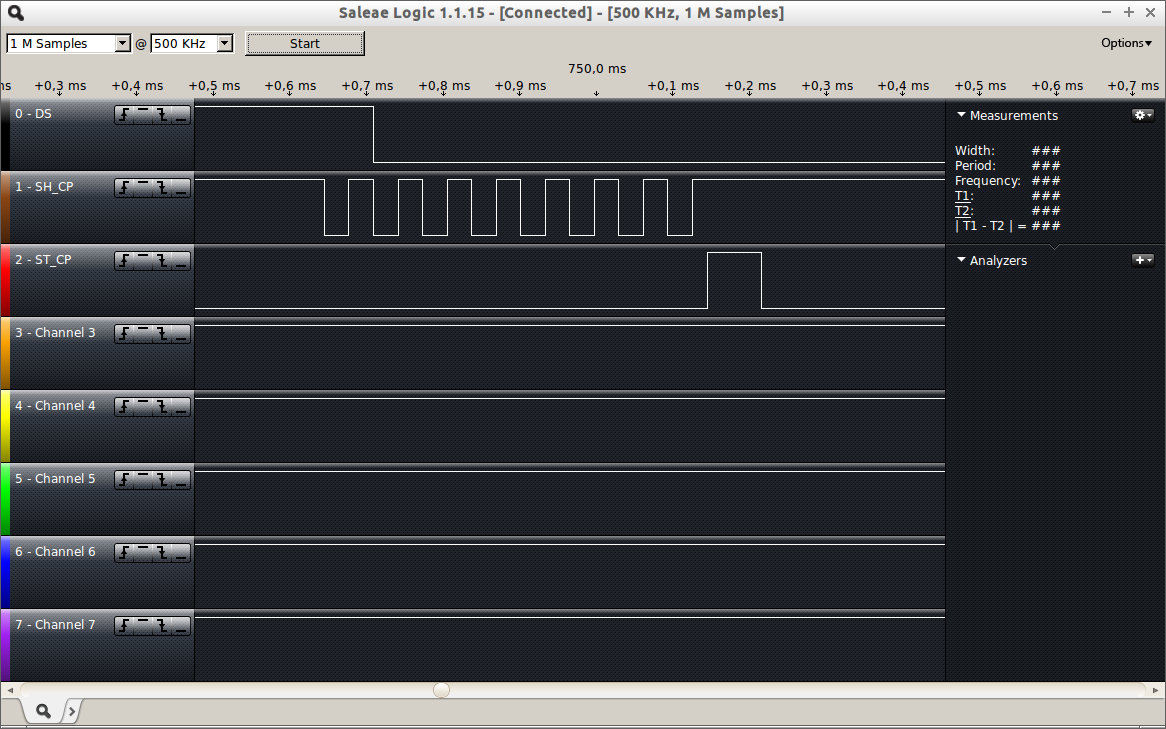 Saleae Logic 1.1.15 - [Connected] - [500 KHz, 1 M Samples]
1 M Samples @ 500 KHz Start Options
750,0 ms
ms +0,3 ms +0,4 ms +0,5 ms +0,6 ms +0,7 ms +0,8 ms +0,9 ms +0,1 ms +0,2 ms +0,3 ms +0,4 ms +0,5 ms +0,6 ms +0,7 ms
0 - DS
1 - SH_CP
2 - ST_CP
3 - Channel 3
4 - Channel 4
5 - Channel 5
6 - Channel 6
7 - Channel 7
Measurements
Width: ###
Period: ###
Frequency: ###
T1: ###
T2: ###
| T1 - T2 | = ###
Analyzers